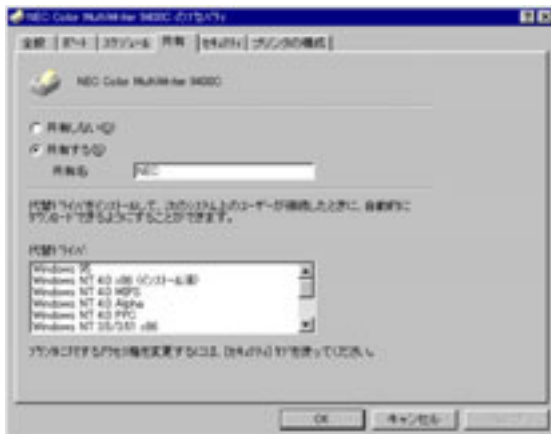 NEC Color MultiWriter 9400C のプロパティ
全般 ポート スケジュール 共有 セキュリティ プリンタの構成
NEC Color MultiWriter 9400C
共有しない(O)
共有する(S)
共有名 NEC
代替ドライバをインストールして、次のシステム上のユーザーが接続したときに、自動的に
ダウンロードできるようにすることができます。
代替ドライバ:
Windows 95
Windows NT 4.0 x86 (インストール済)
Windows NT 4.0 MIPS
Windows NT 4.0 Alpha
Windows NT 4.0 PPC
Windows NT 3.5/3.51 x86
プリンタに対するアクセス権を変更するには、[セキュリティ] タブを使ってください。
OK キャンセル